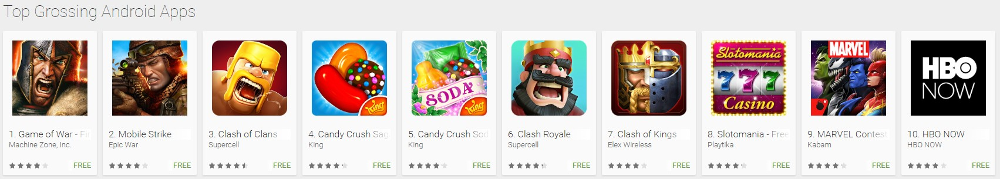 Top Grossing Android Apps
1. Game of War - Fi
Machine Zone, Inc.
FREE
2. Mobile Strike
Epic War
FREE
3. Clash of Clans
Supercell
FREE
King
4. Candy Crush Sag
King
FREE
SODA
King
5. Candy Crush Sod
King
FREE
6. Clash Royale
Supercell
FREE
7. Clash of Kings
Elex Wireless
FREE
Slotomania
777
Casino
8. Slotomania - Free
Playtika
FREE
MARVEL
9. MARVEL Contest
Kabam
FREE
HBO
NOW
10. HBO NOW
HBO NOW
FREE